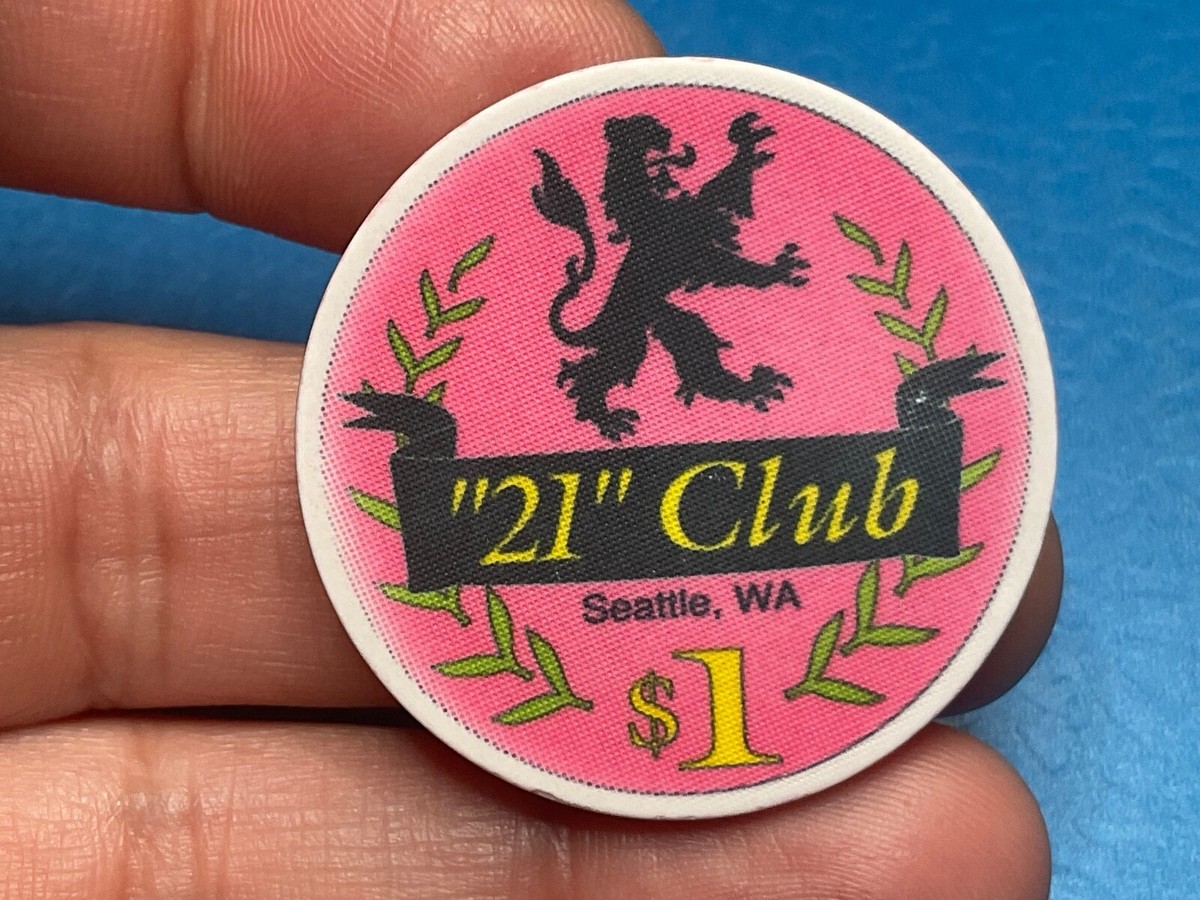 "21" Club
Seattle, WA
$1